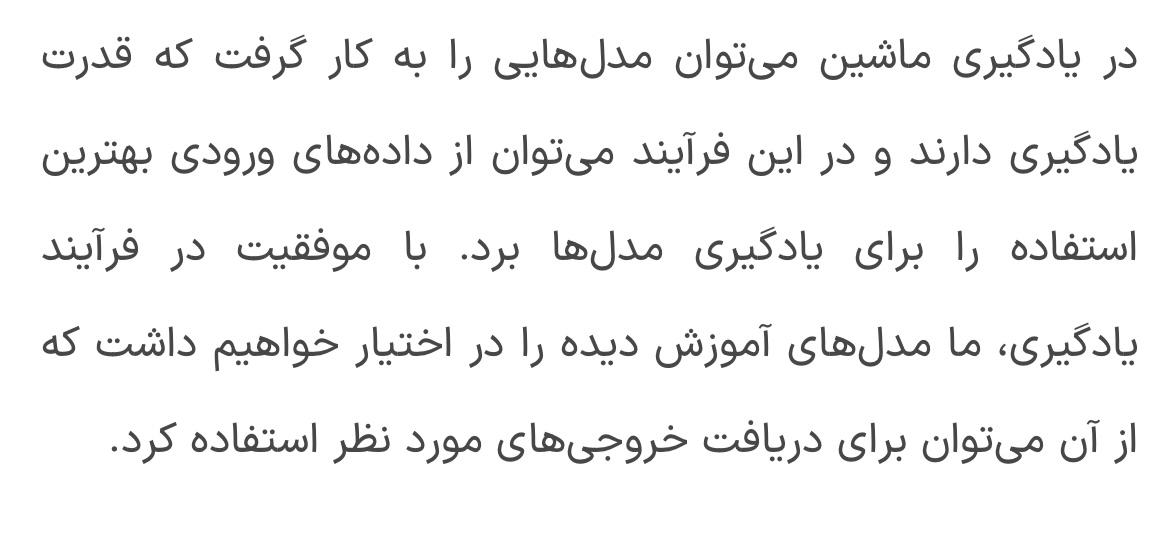 در یادگیری ماشین می‌توان مدل‌هایی را به کار گرفت که قدرت
یادگیری دارند و در این فرآیند می‌توان از داده‌های ورودی بهترین
استفاده را برای یادگیری مدل‌ها برد. با موفقیت در فرآیند
یادگیری، ما مدل‌های آموزش دیده را در اختیار خواهیم داشت که
از آن می‌توان برای دریافت خروجی‌های مورد نظر استفاده کرد.